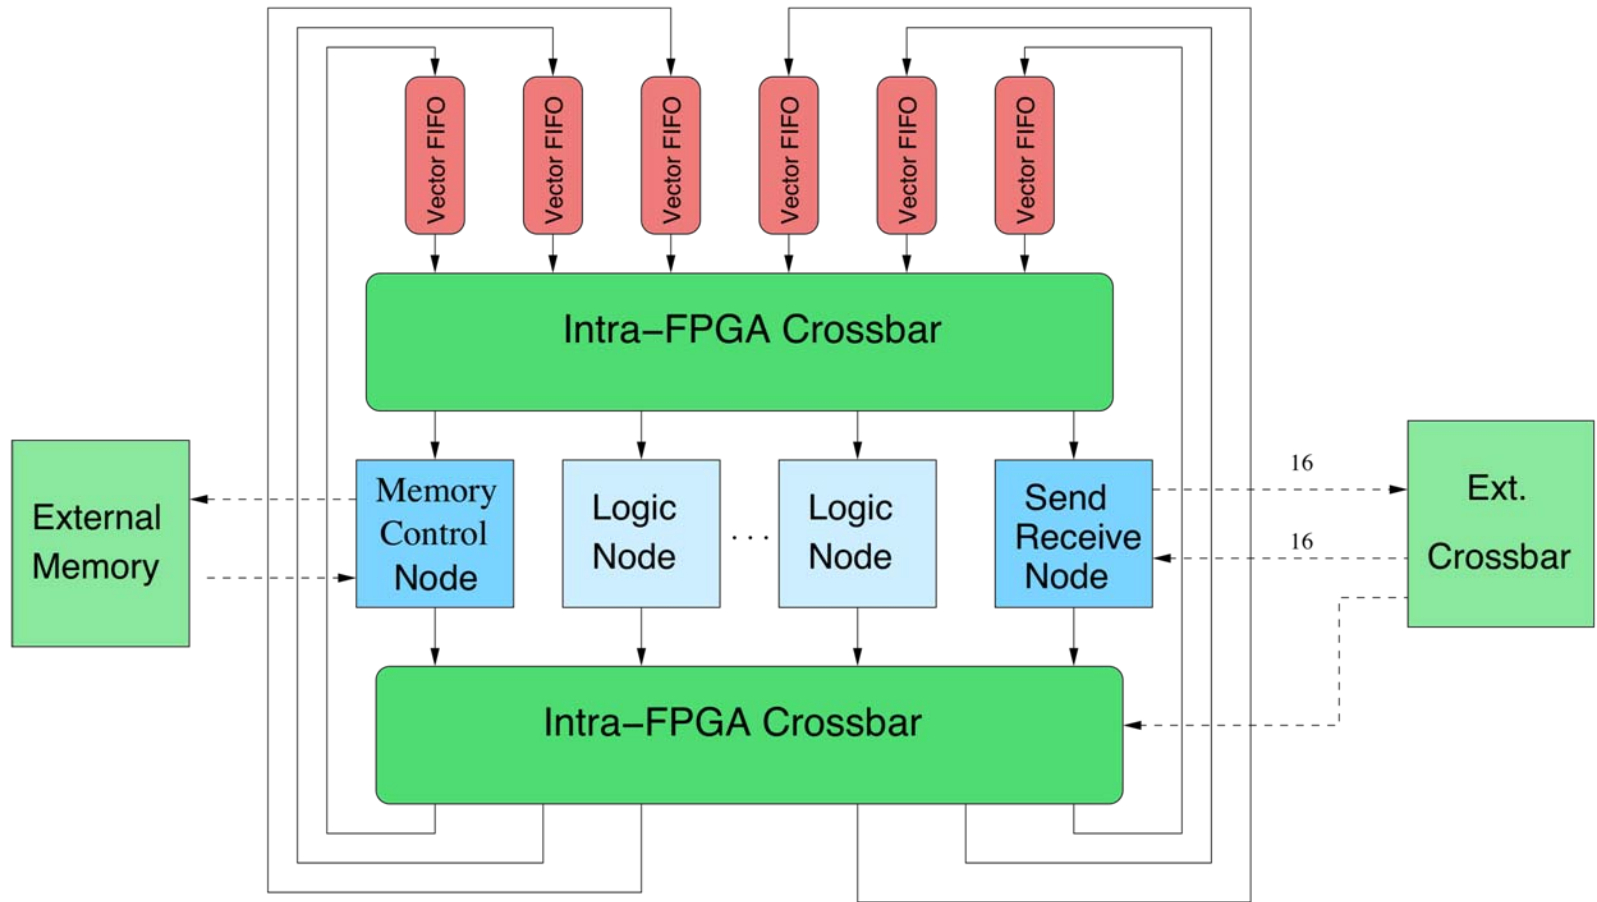 Vector FIFO
Vector FIFO
Vector FIFO
Vector FIFO
Vector FIFO
Vector FIFO
Intra–FPGA Crossbar
External
Memory
Memory
Control
Node
Logic
Node
. . .
Logic
Node
Send
Receive
Node
16
16
Ext.
Crossbar
Intra–FPGA Crossbar